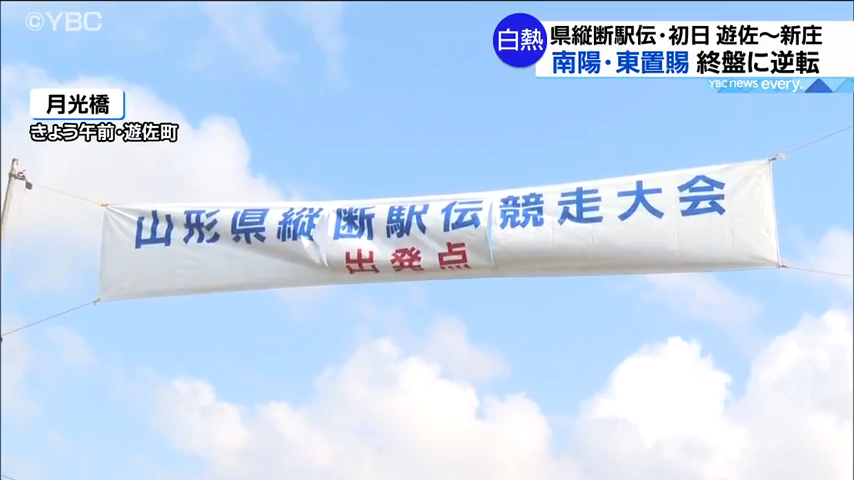 ©YBC
白熱
県縦断駅伝・初日 遊佐～新庄
南陽・東置賜 終盤に逆転
YBC NEWS every.
月光橋
きょう午前・遊佐町
山形県縦断駅伝競走大会
出発点